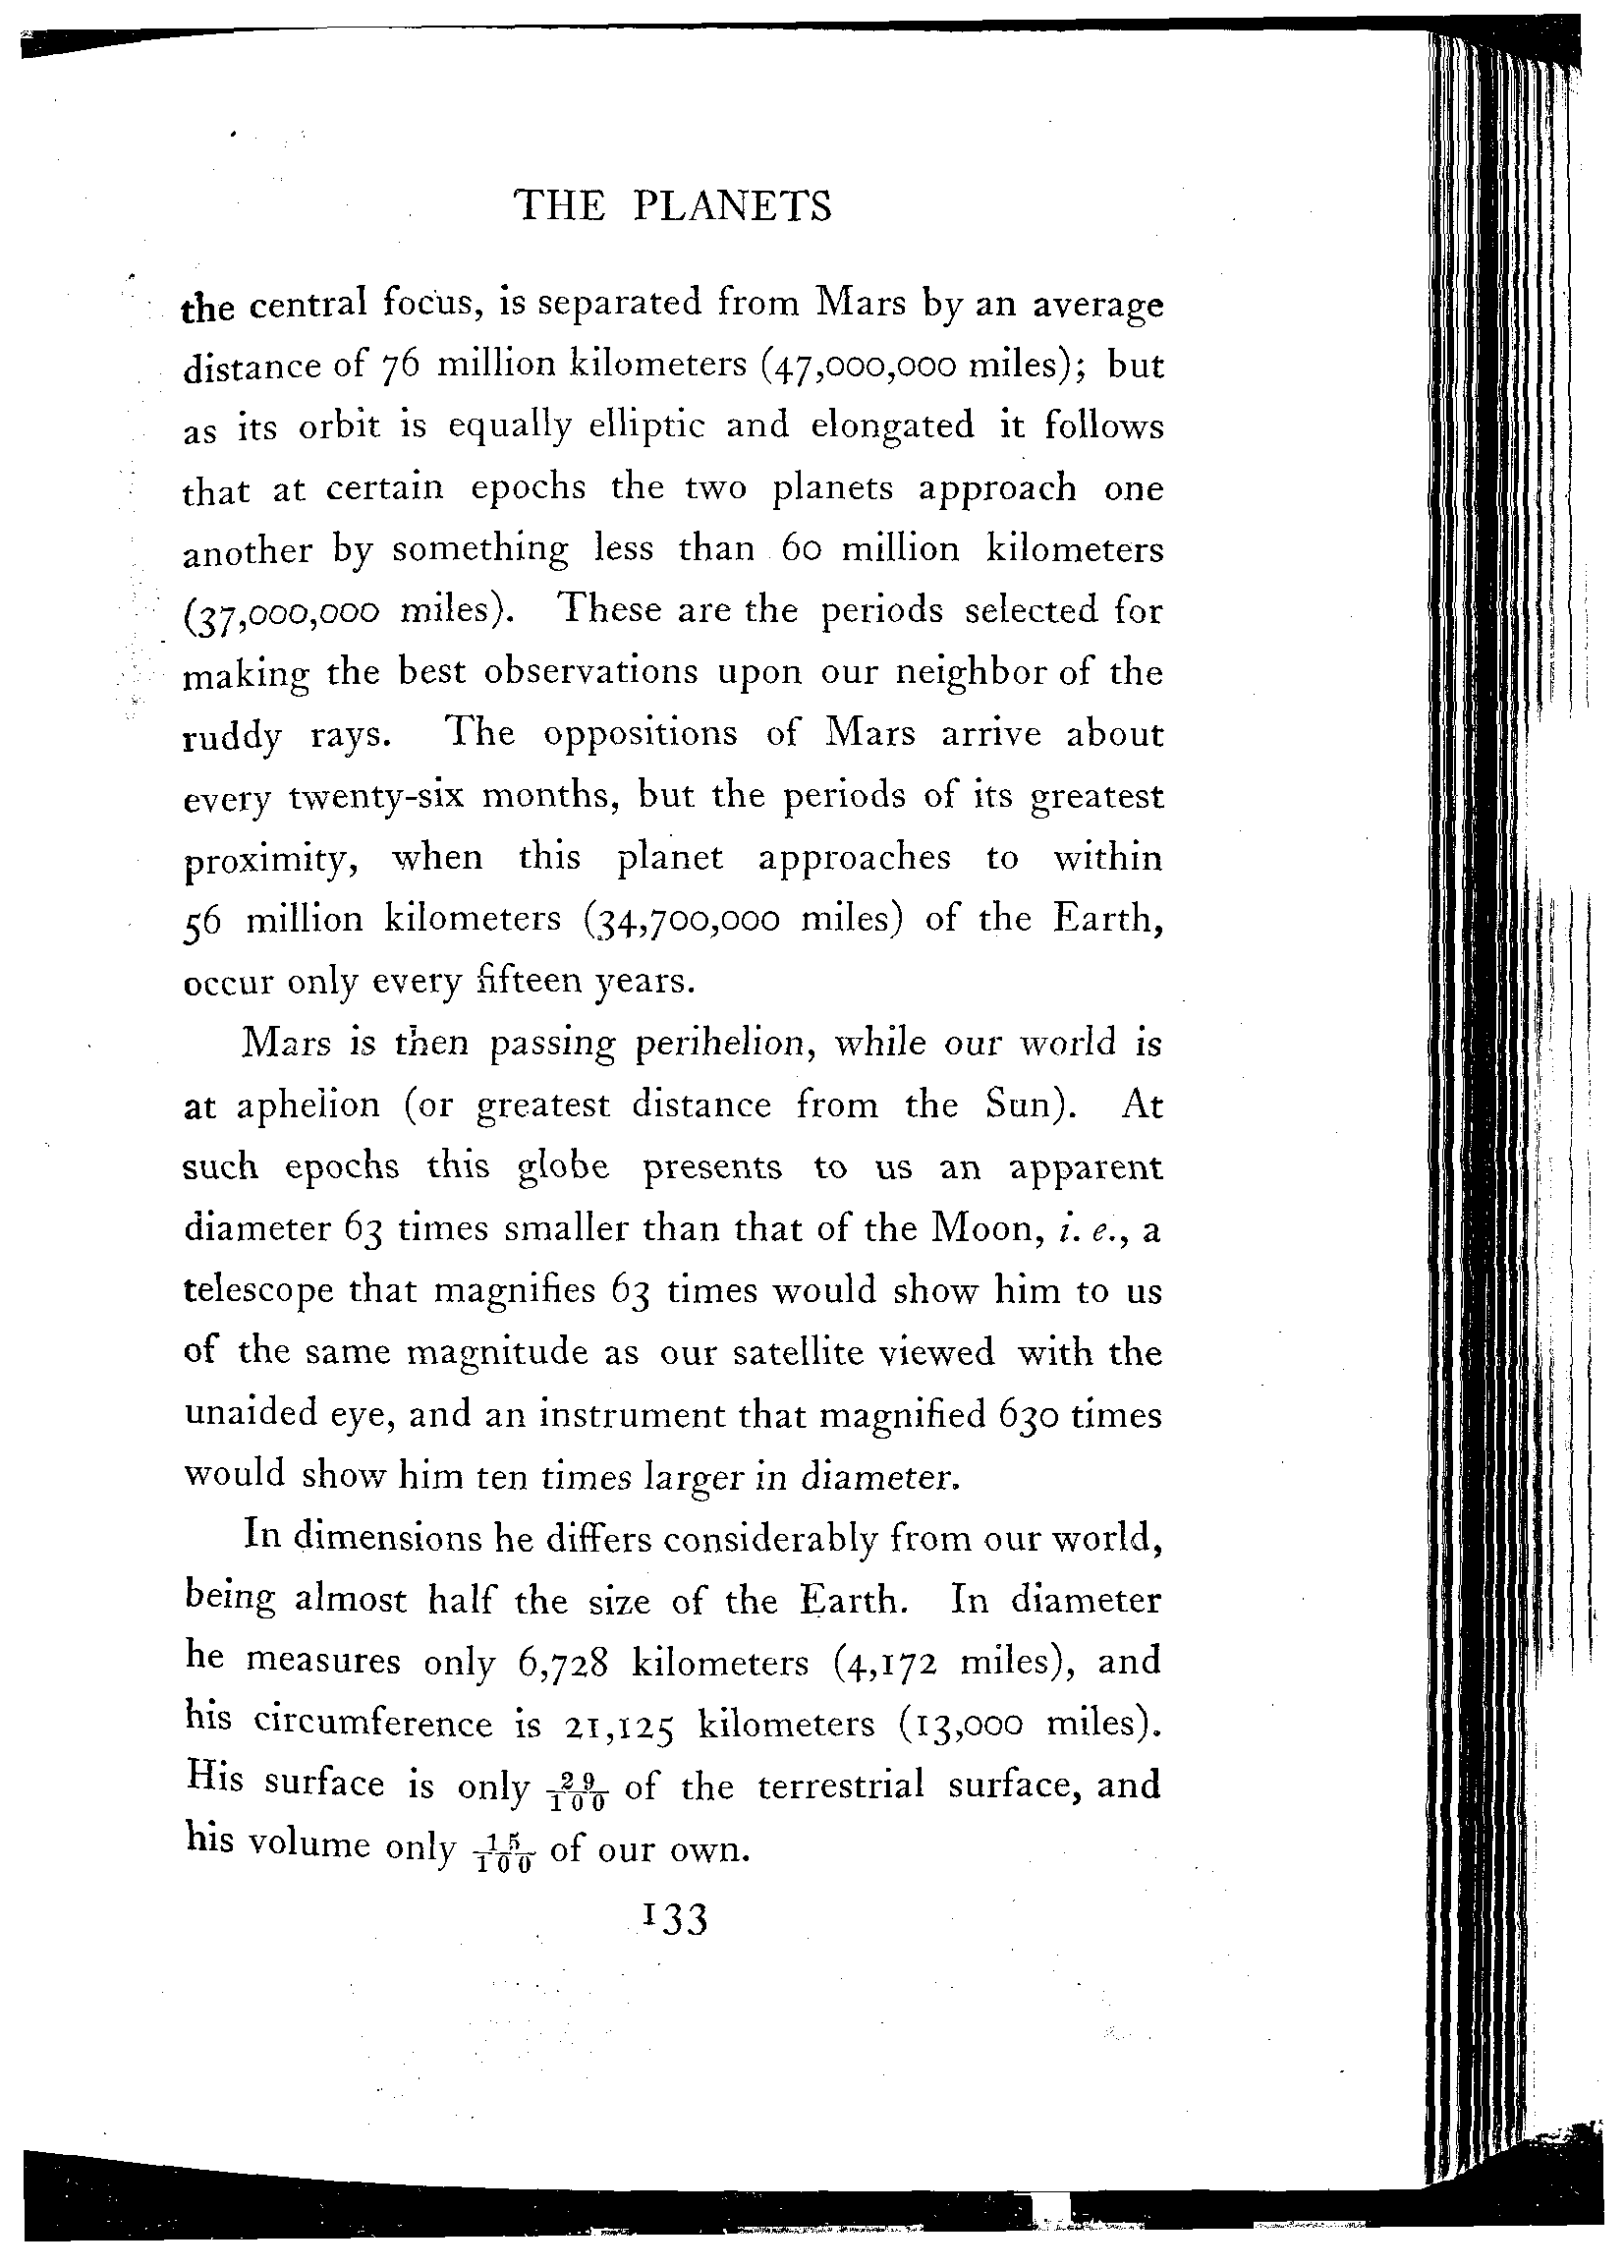 THE PLANETS
the central focus, is separated from Mars by an average
distance of 76 million kilometers (47,000,000 miles); but
as its orbit is equally elliptic and elongated it follows
that at certain epochs the two planets approach one
another by something less than 60 million kilometers
(37,000,000 miles). These are the periods selected for
making the best observations upon our neighbor of the
ruddy rays. The oppositions of Mars arrive about
every twenty-six months, but the periods of its greatest
proximity, when this planet approaches to within
56 million kilometers (34,700,000 miles) of the Earth,
occur only every fifteen years.
Mars is then passing perihelion, while our world is
at aphelion (or greatest distance from the Sun). At
such epochs this globe presents to us an apparent
diameter 63 times smaller than that of the Moon, i. e., a
telescope that magnifies 63 times would show him to us
of the same magnitude as our satellite viewed with the
unaided eye, and an instrument that magnified 630 times
would show him ten times larger in diameter.
In dimensions he differs considerably from our world,
being almost half the size of the Earth. In diameter
he measures only 6,728 kilometers (4,172 miles), and
his circumference is 21,125 kilometers (13,000 miles).
His surface is only 29/100 of the terrestrial surface, and
his volume only 15/100 of our own.
133